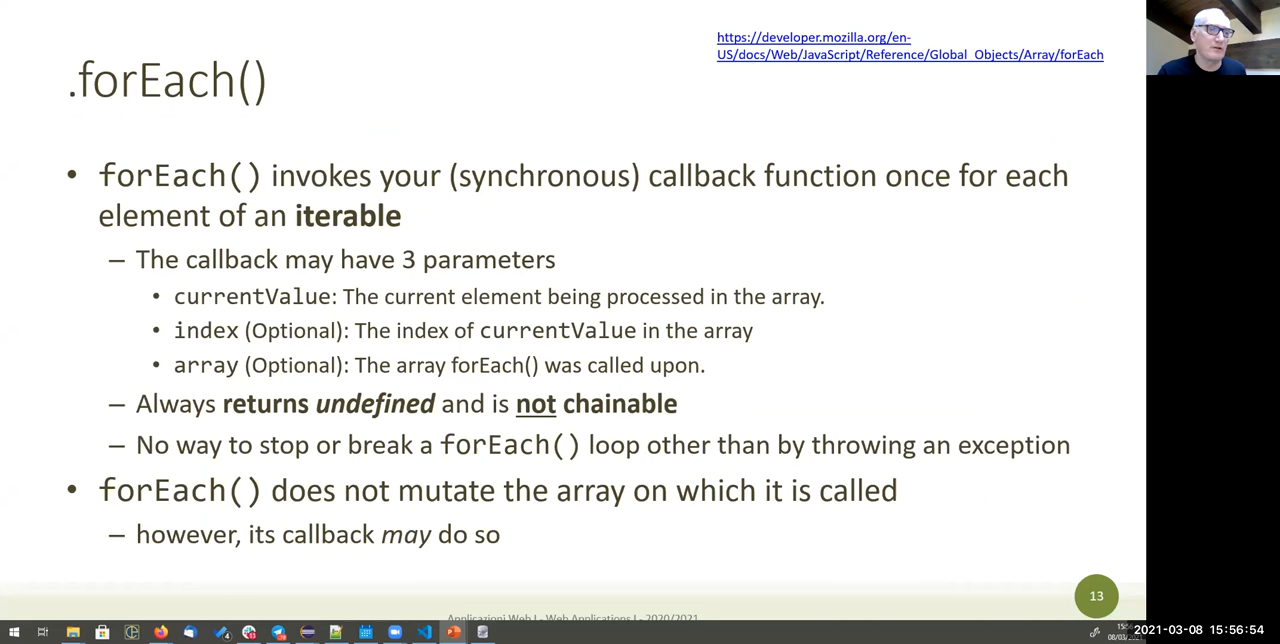 https://developer.mozilla.org/en-
US/docs/Web/JavaScript/Reference/Global_Objects/Array/forEach
.forEach()
• forEach() invokes your (synchronous) callback function once for each
element of an iterable
– The callback may have 3 parameters
• currentValue: The current element being processed in the array.
• index (Optional): The index of currentValue in the array
• array (Optional): The array forEach() was called upon.
– Always returns undefined and is not chainable
– No way to stop or break a forEach() loop other than by throwing an exception
• forEach() does not mutate the array on which it is called
– however, its callback may do so
13
Applicazioni Web I - Web Applications I - 2020/2021
2021-03-08 15:56:54